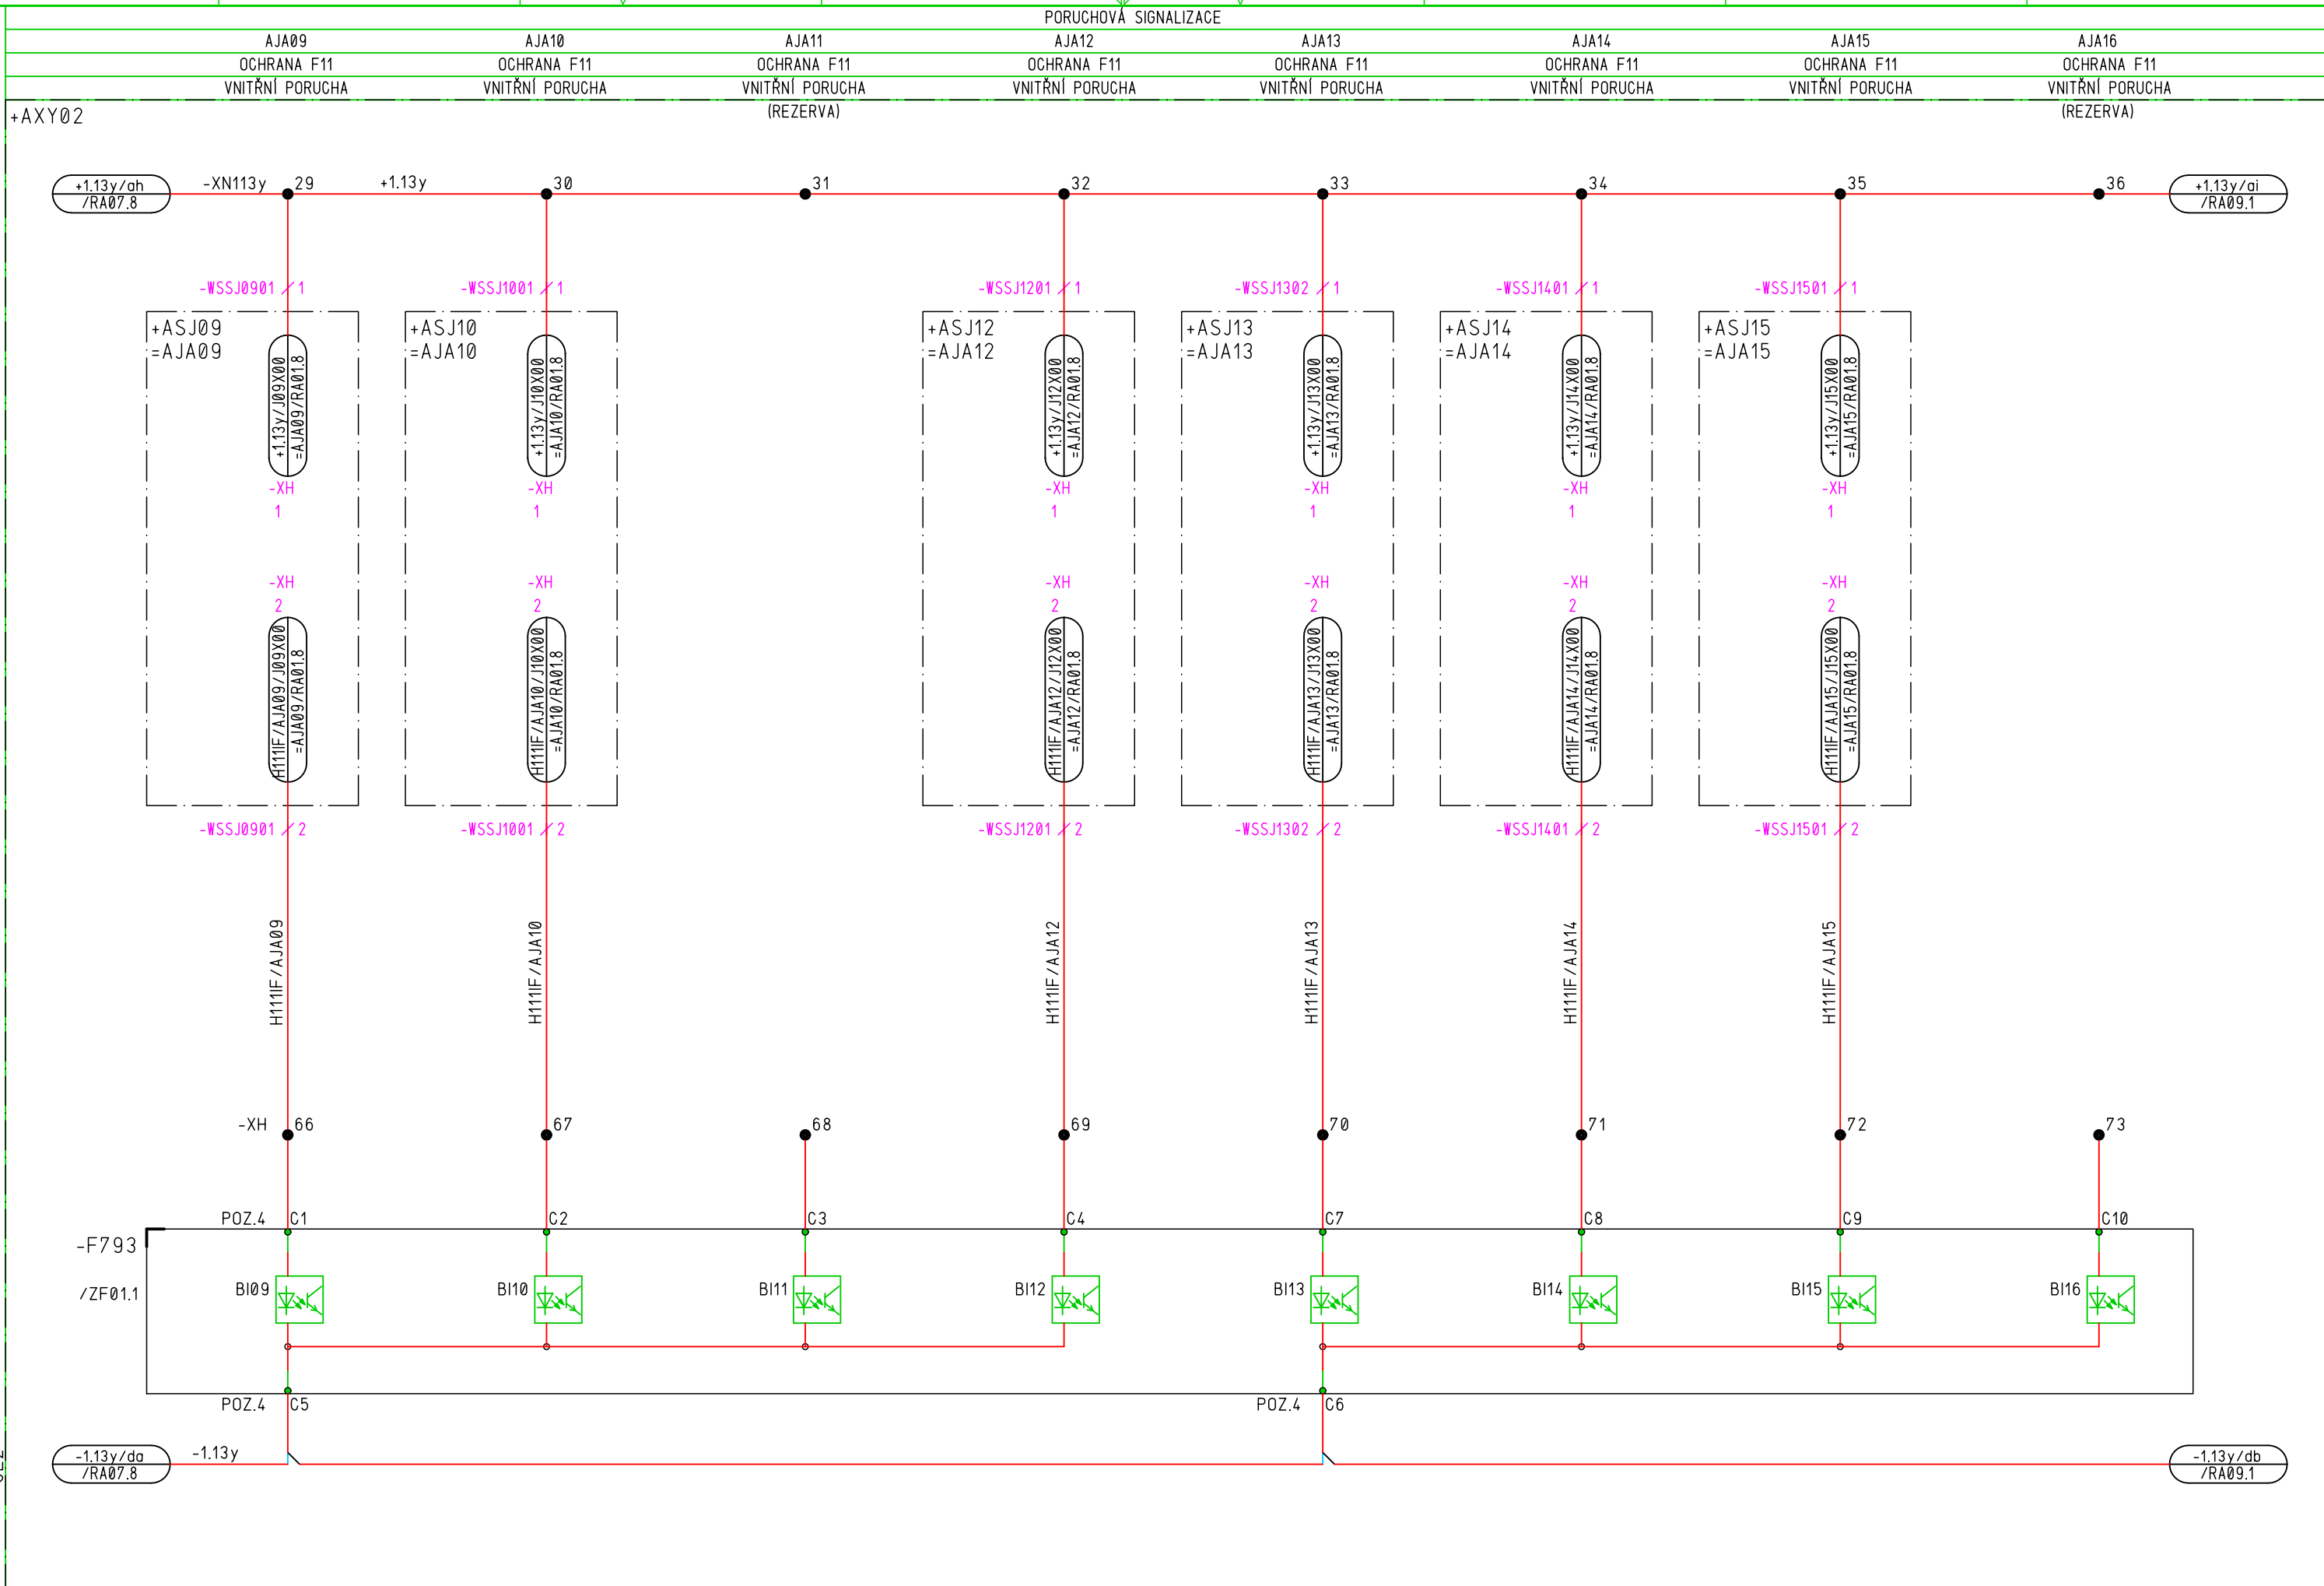 PORUCHOVÁ SIGNALIZACE
AJA09 AJA10 AJA11 AJA12 AJA13 AJA14 AJA15 AJA16
OCHRANA F11 OCHRANA F11 OCHRANA F11 OCHRANA F11 OCHRANA F11 OCHRANA F11 OCHRANA F11 OCHRANA F11
VNITŘNÍ PORUCHA VNITŘNÍ PORUCHA VNITŘNÍ PORUCHA VNITŘNÍ PORUCHA VNITŘNÍ PORUCHA VNITŘNÍ PORUCHA VNITŘNÍ PORUCHA VNITŘNÍ PORUCHA
+AXY02 (REZERVA) (REZERVA)
+1.13y/ah -XN113y 29 +1.13y 30 31 32 33 34 35 36 +1.13y/ai
/RA07.8 /RA09.1
-WSSJ0901 1 -WSSJ1001 1 -WSSJ1201 1 -WSSJ1302 1 -WSSJ1401 1 -WSSJ1501 1
+ASJ09 +ASJ10 +ASJ12 +ASJ13 +ASJ14 +ASJ15
=AJA09 =AJA10 =AJA12 =AJA13 =AJA14 =AJA15
+1.13y/J09X00 +1.13y/J10X00 +1.13y/J12X00 +1.13y/J13X00 +1.13y/J14X00 +1.13y/J15X00
=AJA09/RA01.8 =AJA10/RA01.8 =AJA12/RA01.8 =AJA13/RA01.8 =AJA14/RA01.8 =AJA15/RA01.8
-XH -XH -XH -XH -XH -XH
1 1 1 1 1 1
-XH -XH -XH -XH -XH -XH
2 2 2 2 2 2
H111F/AJA09/J09X00 H111F/AJA10/J10X00 H111F/AJA12/J12X00 H111F/AJA13/J13X00 H111F/AJA14/J14X00 H111F/AJA15/J15X00
=AJA09/RA01.8 =AJA10/RA01.8 =AJA12/RA01.8 =AJA13/RA01.8 =AJA14/RA01.8 =AJA15/RA01.8
-WSSJ0901 2 -WSSJ1001 2 -WSSJ1201 2 -WSSJ1302 2 -WSSJ1401 2 -WSSJ1501 2
H111F/AJA09 H111F/AJA10 H111F/AJA12 H111F/AJA13 H111F/AJA14 H111F/AJA15
-XH 66 67 68 69 70 71 72 73
POZ.4 C1 C2 C3 C4 C7 C8 C9 C10
-F793
/ZF01.1 BI09 BI10 BI11 BI12 BI13 BI14 BI15 BI16
POZ.4 C5 POZ.4 C6
-1.13y/da -1.13y -1.13y/db
/RA07.8 /RA09.1